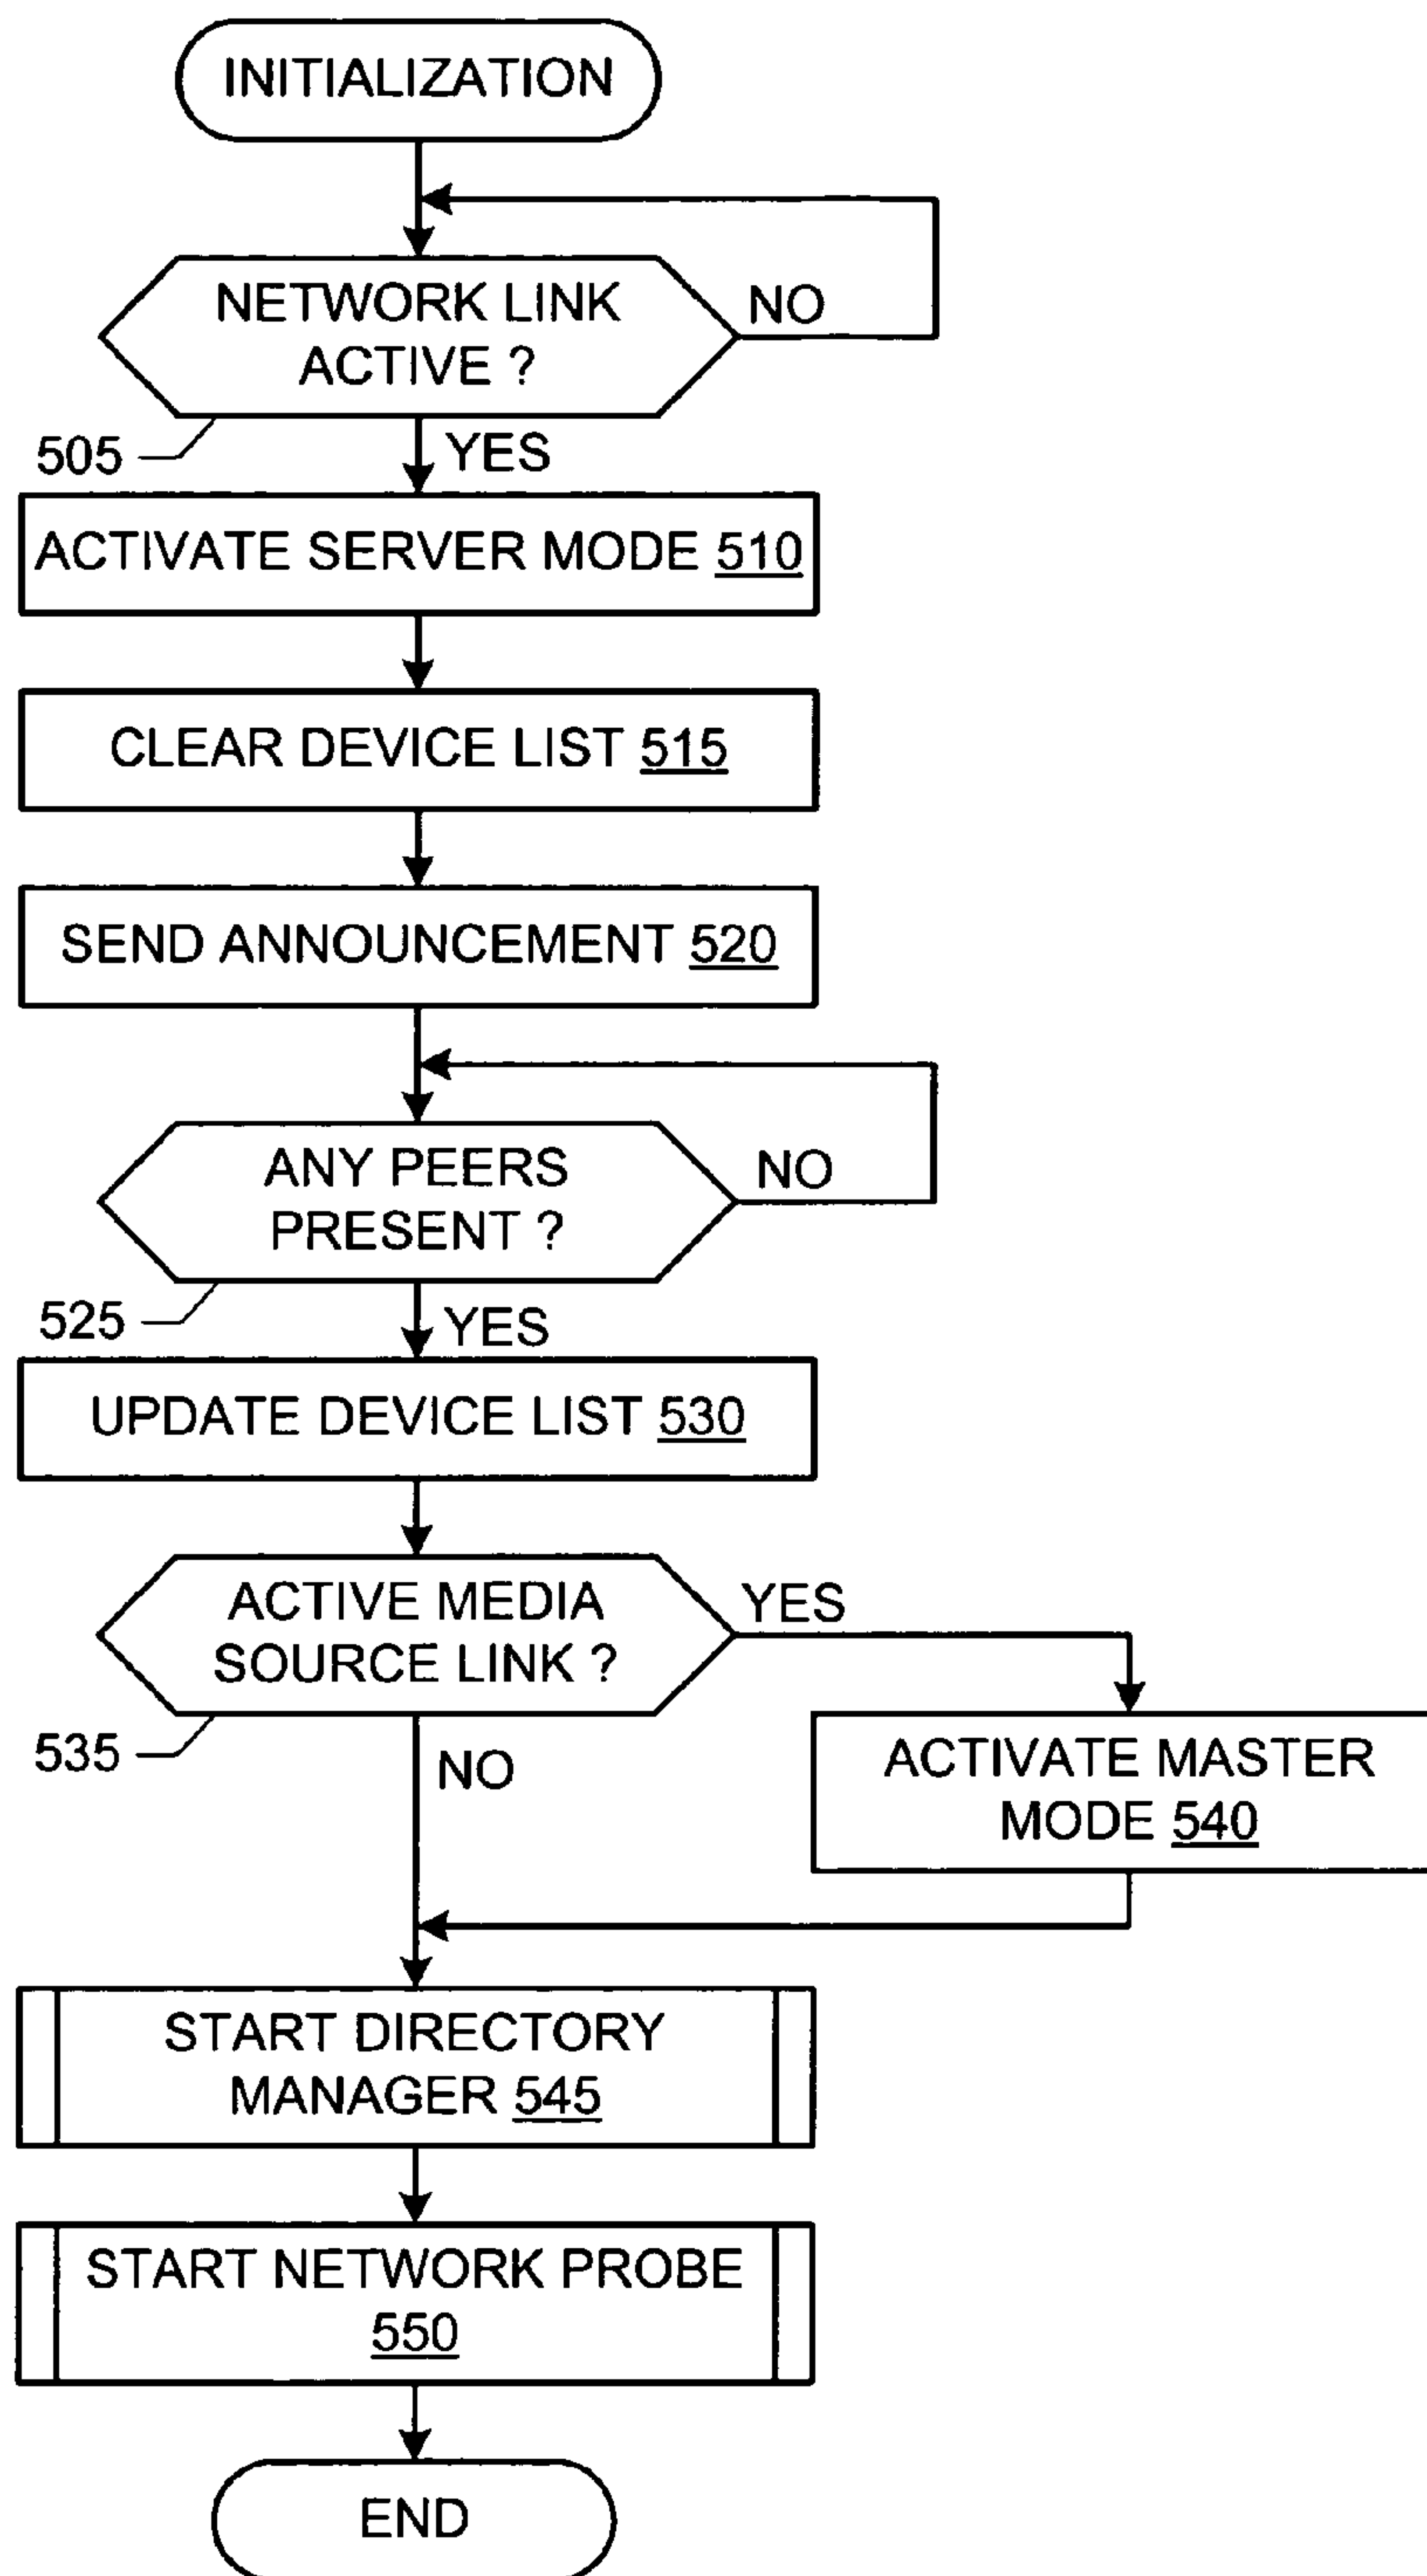 INITIALIZATION
NETWORK LINK
ACTIVE ?
NO
505
YES
ACTIVATE SERVER MODE 510
CLEAR DEVICE LIST 515
SEND ANNOUNCEMENT 520
ANY PEERS
PRESENT ?
NO
525
YES
UPDATE DEVICE LIST 530
ACTIVE MEDIA
SOURCE LINK ?
YES
535
NO
ACTIVATE MASTER
MODE 540
START DIRECTORY
MANAGER 545
START NETWORK PROBE
550
END